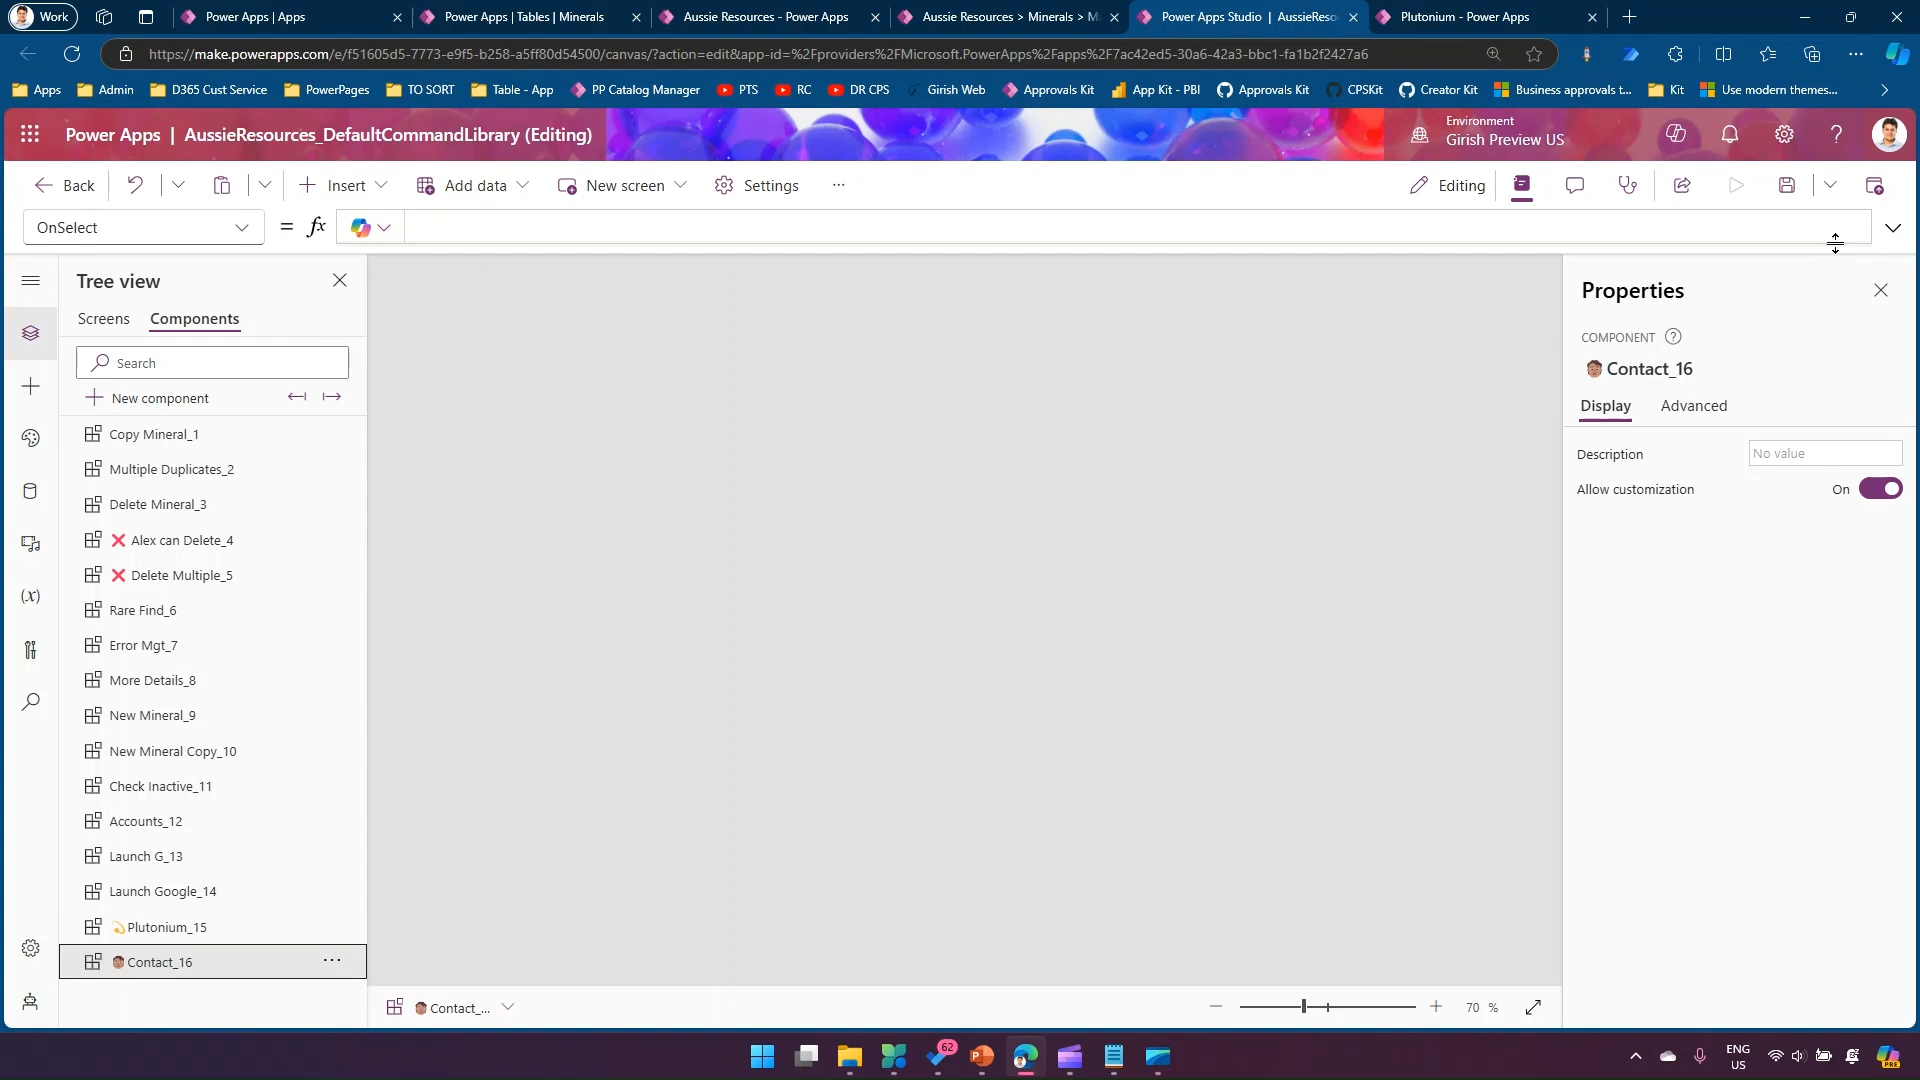 Work
Power Apps | Apps
Power Apps | Tables | Minerals
Aussie Resources - Power Apps
Aussie Resources > Minerals > M
Power Apps Studio | AussieReso
Plutonium - Power Apps
https://make.powerapps.com/e/f51605d5-7773-e9f5-b258-a5ff80d54500/canvas/?action=edit&app-id=%2Fproviders%2FMicrosoft.PowerApps%2Fapps%2F7ac42ed5-30a6-42a3-bbc1-fa1b2f2427a6
Apps
Admin
D365 Cust Service
PowerPages
TO SORT
Table - App
PP Catalog Manager
PTS
RC
DR CPS
Girish Web
Approvals Kit
App Kit - PBI
Approvals Kit
CPSKit
Creator Kit
Business approvals t...
Kit
Use modern themes...
Power Apps | AussieResources_DefaultCommandLibrary (Editing)
Environment
Girish Preview US
Back
Insert
Add data
New screen
Settings
...
Editing
OnSelect
= fx
Tree view
Screens
Components
Search
New component
Copy Mineral_1
Multiple Duplicates_2
Delete Mineral_3
❌ Alex can Delete_4
❌ Delete Multiple_5
Rare Find_6
Error Mgt_7
More Details_8
New Mineral_9
New Mineral Copy_10
Check Inactive_11
Accounts_12
Launch G_13
Launch Google_14
💫Plutonium_15
Contact_16
...
Properties
COMPONENT
Contact_16
Display
Advanced
Description
No value
Allow customization
On
(x)
Contact_...
70 %
62
ENG
US
PRE